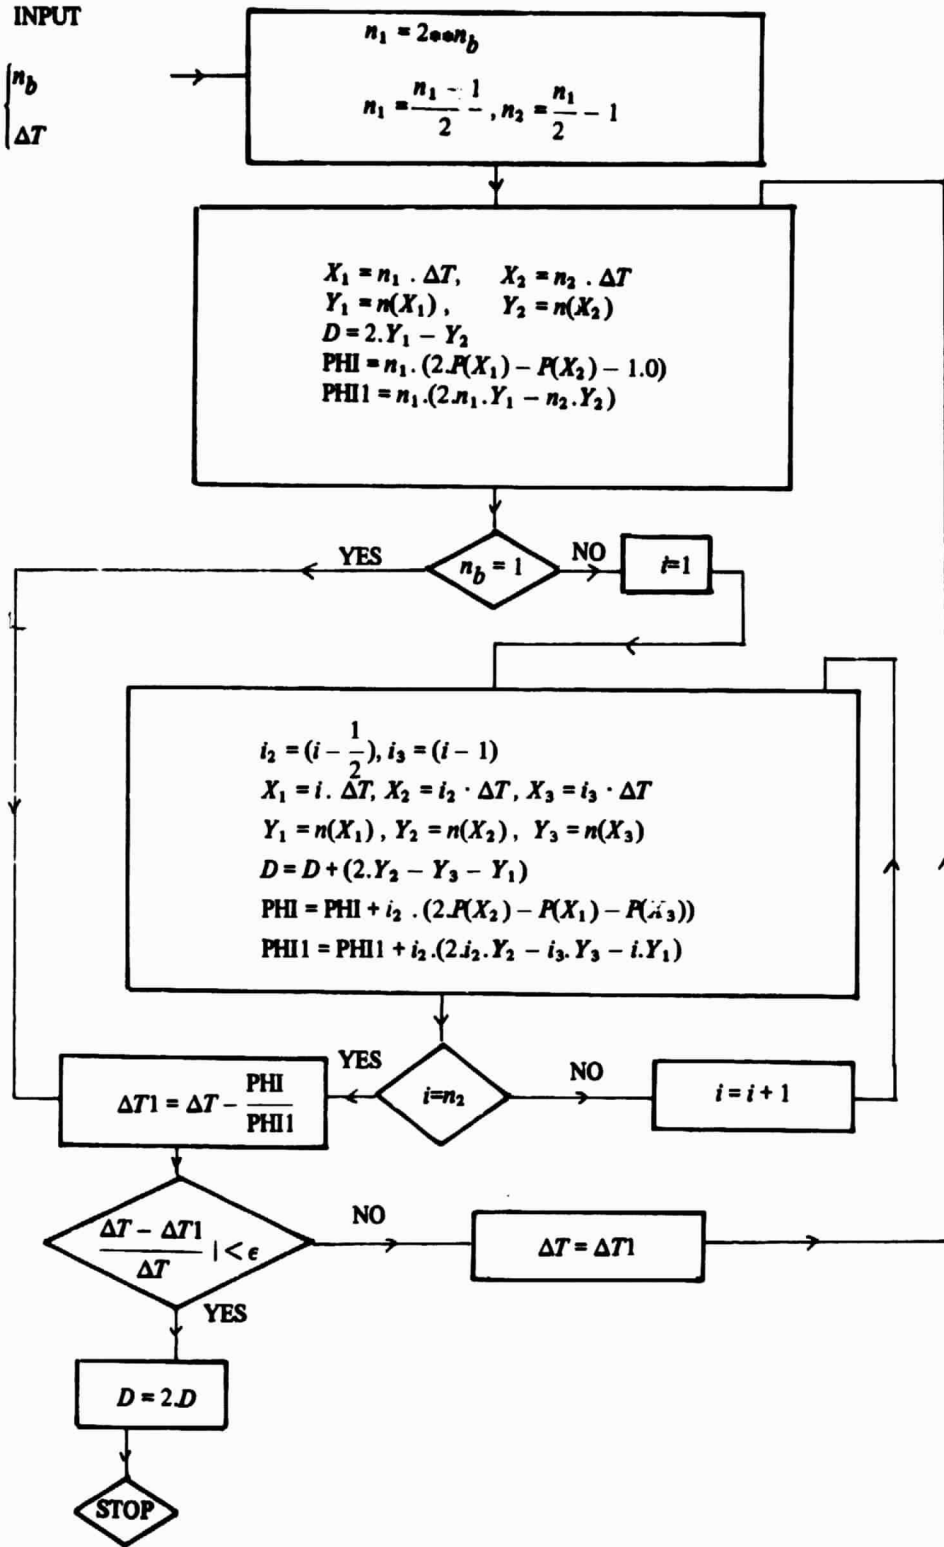 INPUT
n_b
ΔT
n₁ = 2**n_b
n₁ = (n₁ - 1)/2 , n₂ = n₁/2 - 1
X₁ = n₁ . ΔT, X₂ = n₂ . ΔT
Y₁ = n(X₁) , Y₂ = n(X₂)
D = 2.Y₁ - Y₂
PHI = n₁. (2.P(X₁) - P(X₂) - 1.0)
PHI1 = n₁.(2.n₁.Y₁ - n₂.Y₂)
YES
n_b = 1
NO
i=1
i₂ = (i - 1/2), i₃ = (i - 1)
X₁ = i. ΔT, X₂ = i₂ · ΔT, X₃ = i₃ · ΔT
Y₁ = n(X₁) , Y₂ = n(X₂) , Y₃ = n(X₃)
D = D + (2.Y₂ - Y₃ - Y₁)
PHI = PHI + i₂ . (2.P(X₂) - P(X₁) - P(X₃))
PHI1 = PHI1 + i₂.(2.i₂.Y₂ - i₃.Y₃ - i.Y₁)
ΔT1 = ΔT - PHI/PHI1
YES
i=n₂
NO
i = i + 1
(ΔT - ΔT1)/ΔT | < ϵ
NO
ΔT = ΔT1
YES
D = 2.D
STOP